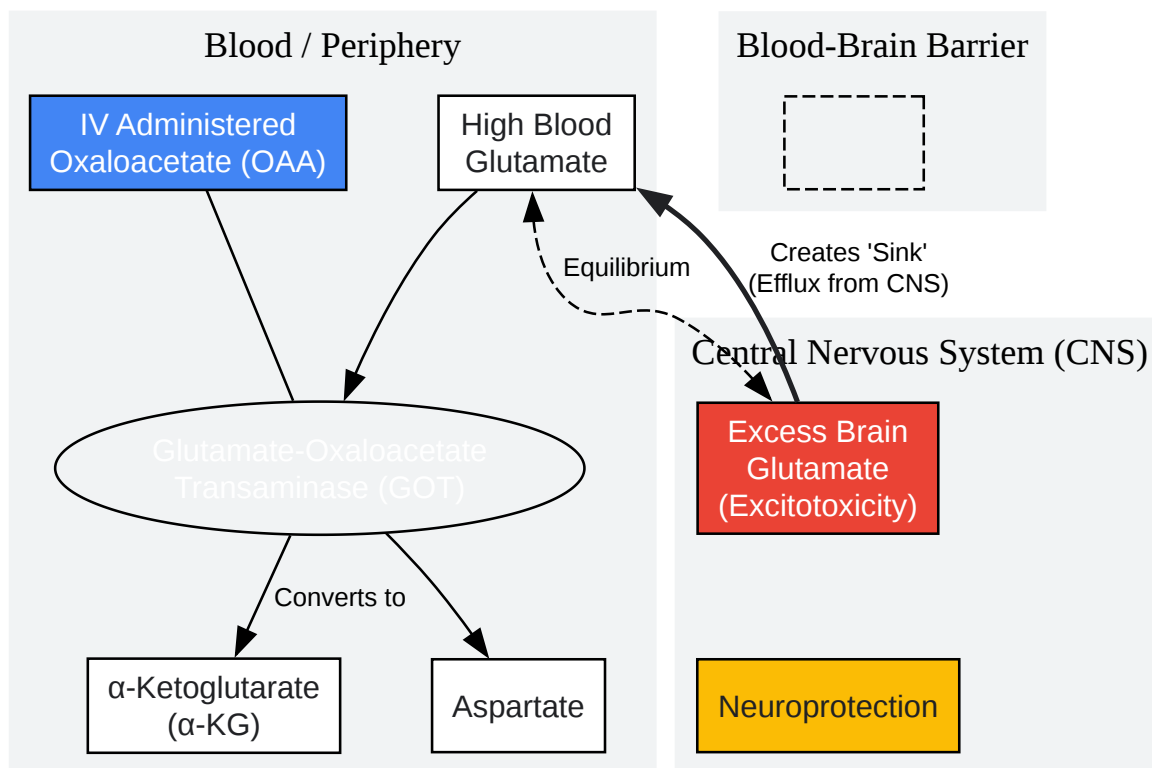 Blood / Periphery
Blood-Brain Barrier
IV Administered
Oxaloacetate (OAA)
High Blood
Glutamate
Equilibrium
Creates 'Sink'
(Efflux from CNS)
Central Nervous System (CNS)
Glutamate-Oxaloacetate
Transaminase (GOT)
Excess Brain
Glutamate
(Excitotoxicity)
Converts to
α-Ketoglutarate
(α-KG)
Aspartate
Neuroprotection